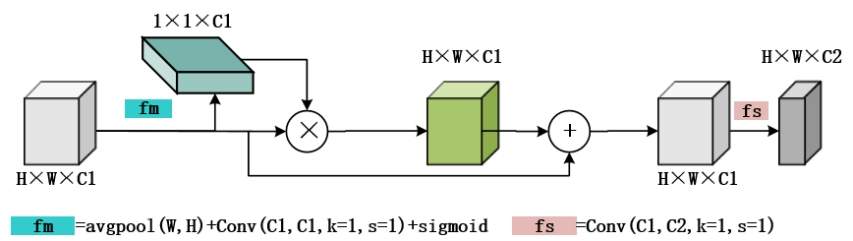 1×1×C1
H×W×C1
H×W×C2
fm
×
+
fs
H×W×C1
H×W×C1
fm =avgpool(W,H)+Conv(C1,C1,k=1,s=1)+sigmoid fs =Conv(C1,C2,k=1,s=1)